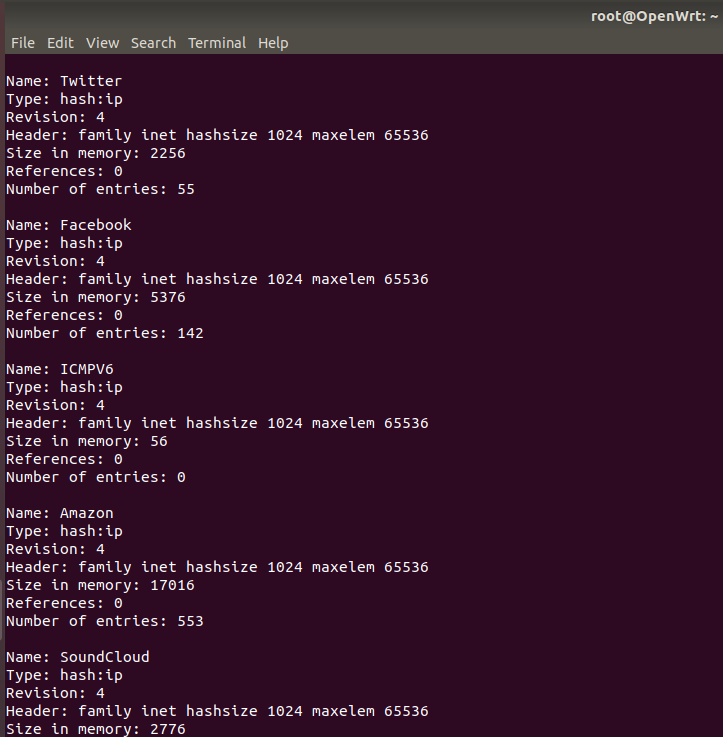 root@OpenWrt: ~
File Edit View Search Terminal Help
Name: Twitter
Type: hash:ip
Revision: 4
Header: family inet hashsize 1024 maxelem 65536
Size in memory: 2256
References: 0
Number of entries: 55
Name: Facebook
Type: hash:ip
Revision: 4
Header: family inet hashsize 1024 maxelem 65536
Size in memory: 5376
References: 0
Number of entries: 142
Name: ICMPV6
Type: hash:ip
Revision: 4
Header: family inet hashsize 1024 maxelem 65536
Size in memory: 56
References: 0
Number of entries: 0
Name: Amazon
Type: hash:ip
Revision: 4
Header: family inet hashsize 1024 maxelem 65536
Size in memory: 17016
References: 0
Number of entries: 553
Name: SoundCloud
Type: hash:ip
Revision: 4
Header: family inet hashsize 1024 maxelem 65536
Size in memory: 2776